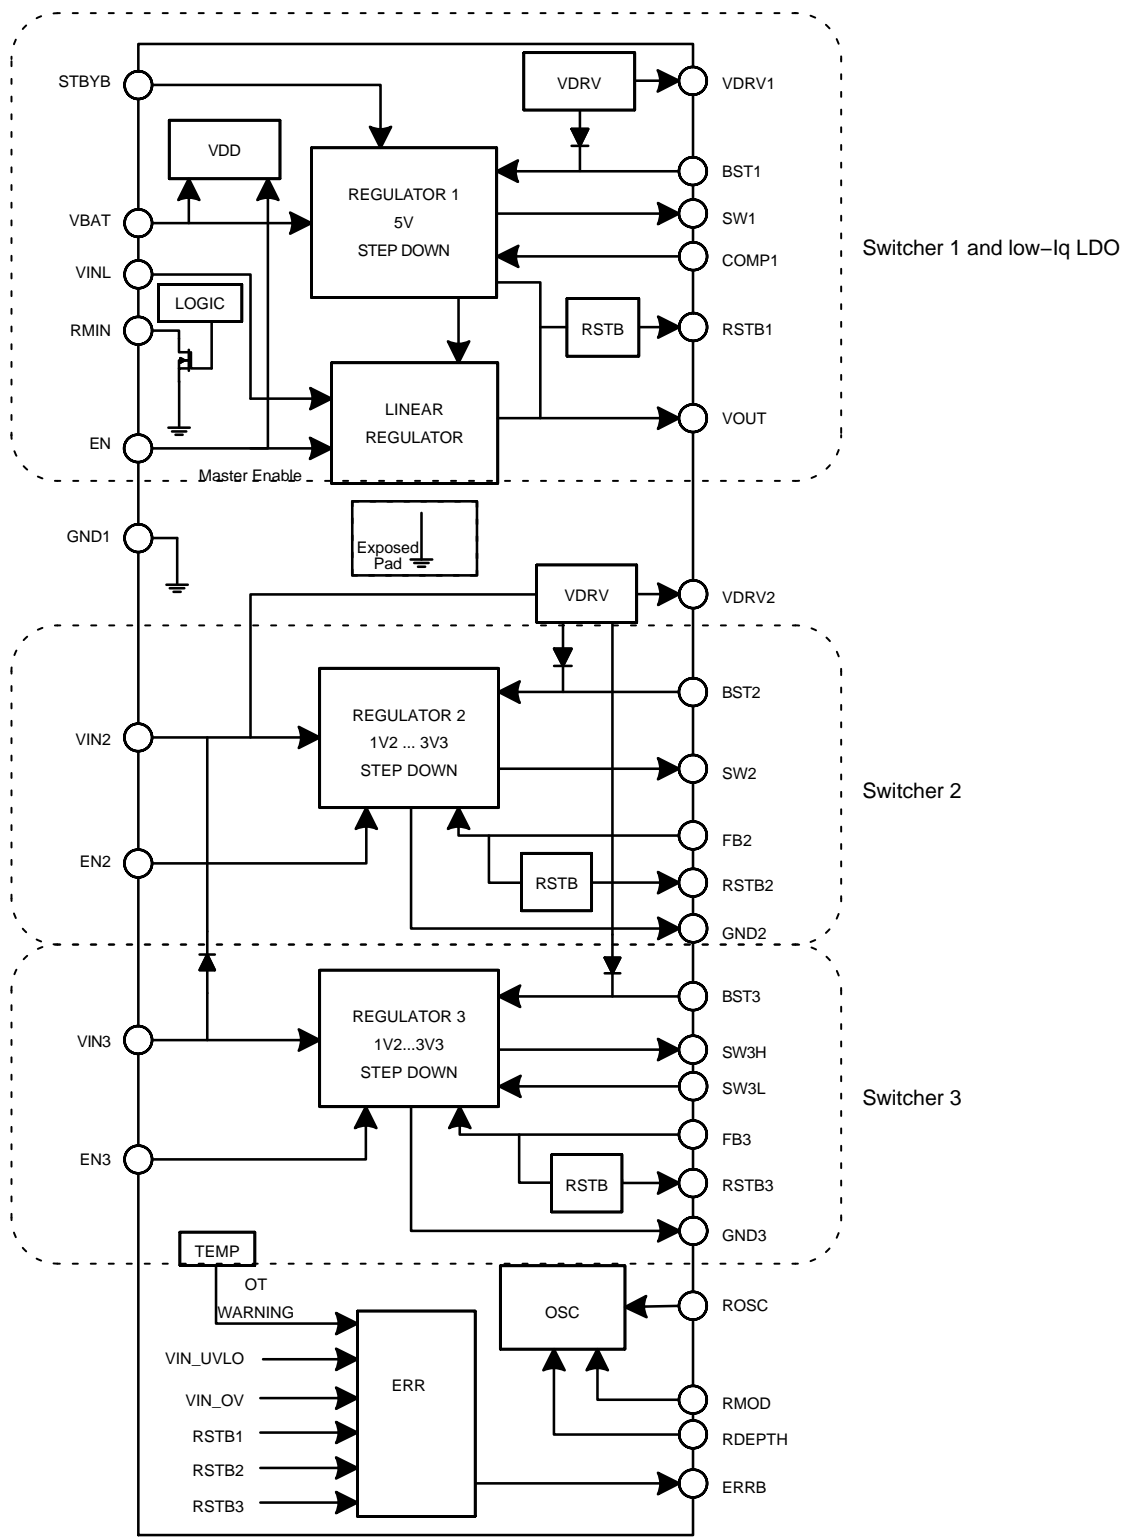 STBYB
VDRV
VDRV1
VDD
BST1
REGULATOR 1
5V
STEP DOWN
VBAT
SW1
Switcher 1 and low–Iq LDO
COMP1
VINL
LOGIC
RMIN
RSTB
RSTB1
LINEAR
REGULATOR
VOUT
EN
Master Enable
GND1
Exposed
Pad
VDRV
VDRV2
BST2
REGULATOR 2
1V2 ... 3V3
STEP DOWN
VIN2
SW2
Switcher 2
FB2
EN2
RSTB
RSTB2
GND2
BST3
REGULATOR 3
1V2...3V3
STEP DOWN
VIN3
SW3H
SW3L
Switcher 3
FB3
EN3
RSTB
RSTB3
GND3
TEMP
OT
WARNING
OSC
ROSC
VIN_UVLO
ERR
VIN_OV
RMOD
RSTB1
RDEPTH
RSTB2
ERRB
RSTB3